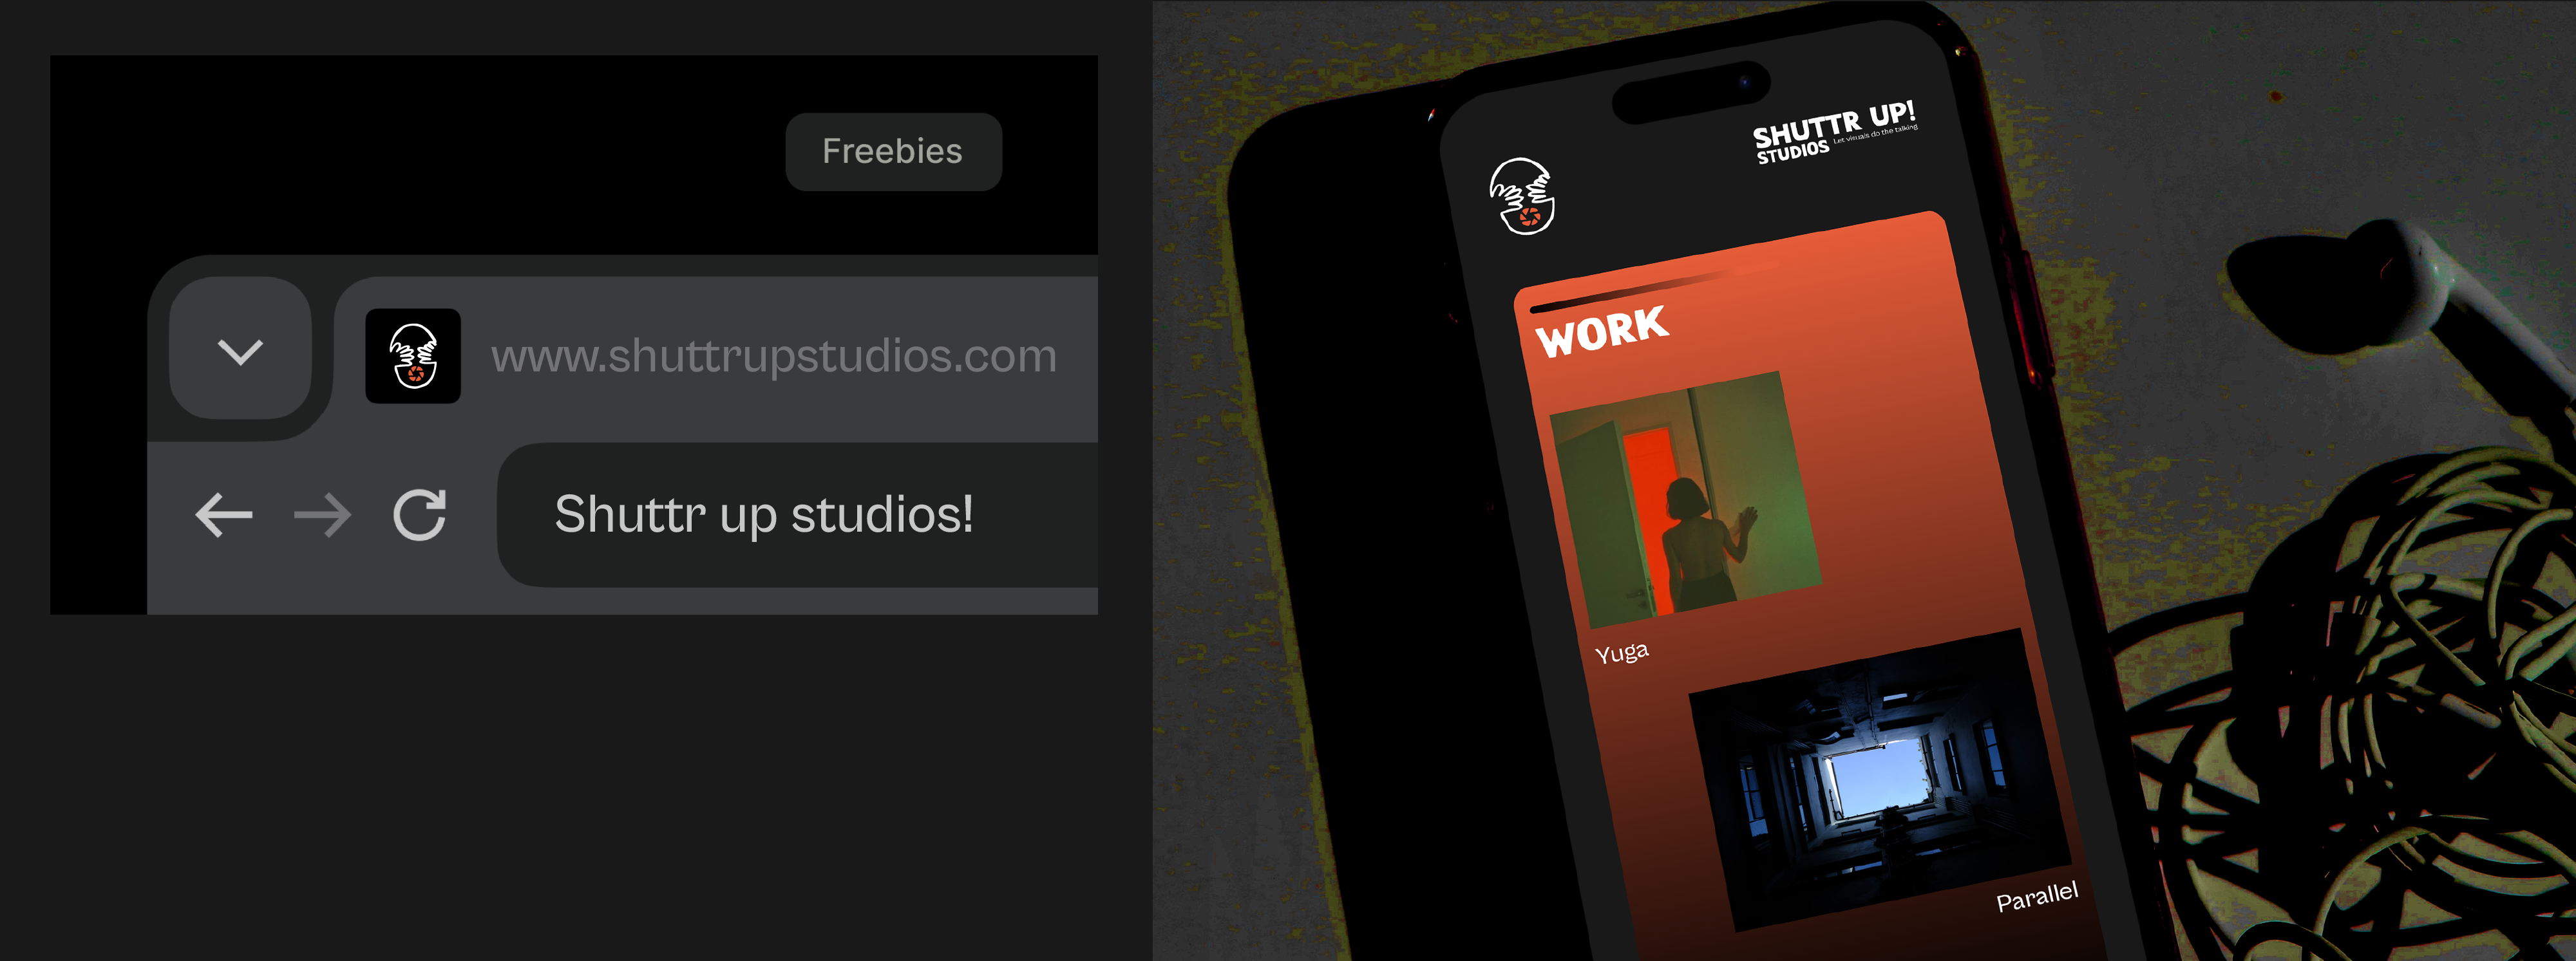 Freebies
www.shuttrupstudios.com
Shuttr up studios!
SHUTTR UP!
STUDIOS Let visuals do the talking
WORK
Yuga
Parallel